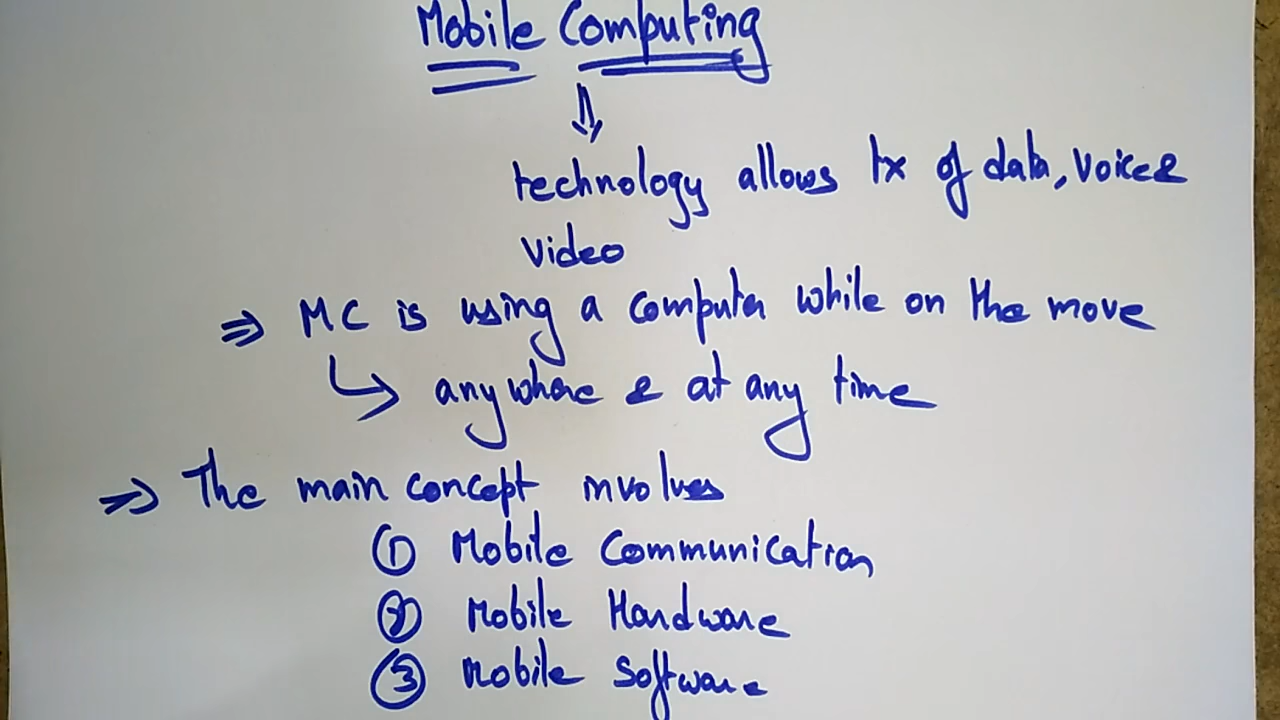 Mobile Computing
⇓
technology allows tx of data, voice &
video
⇒ MC is using a computer while on the move
↳ anywhere & at any time
⇒ The main concept involves
① Mobile Communication
② Mobile Hardware
③ Mobile Software